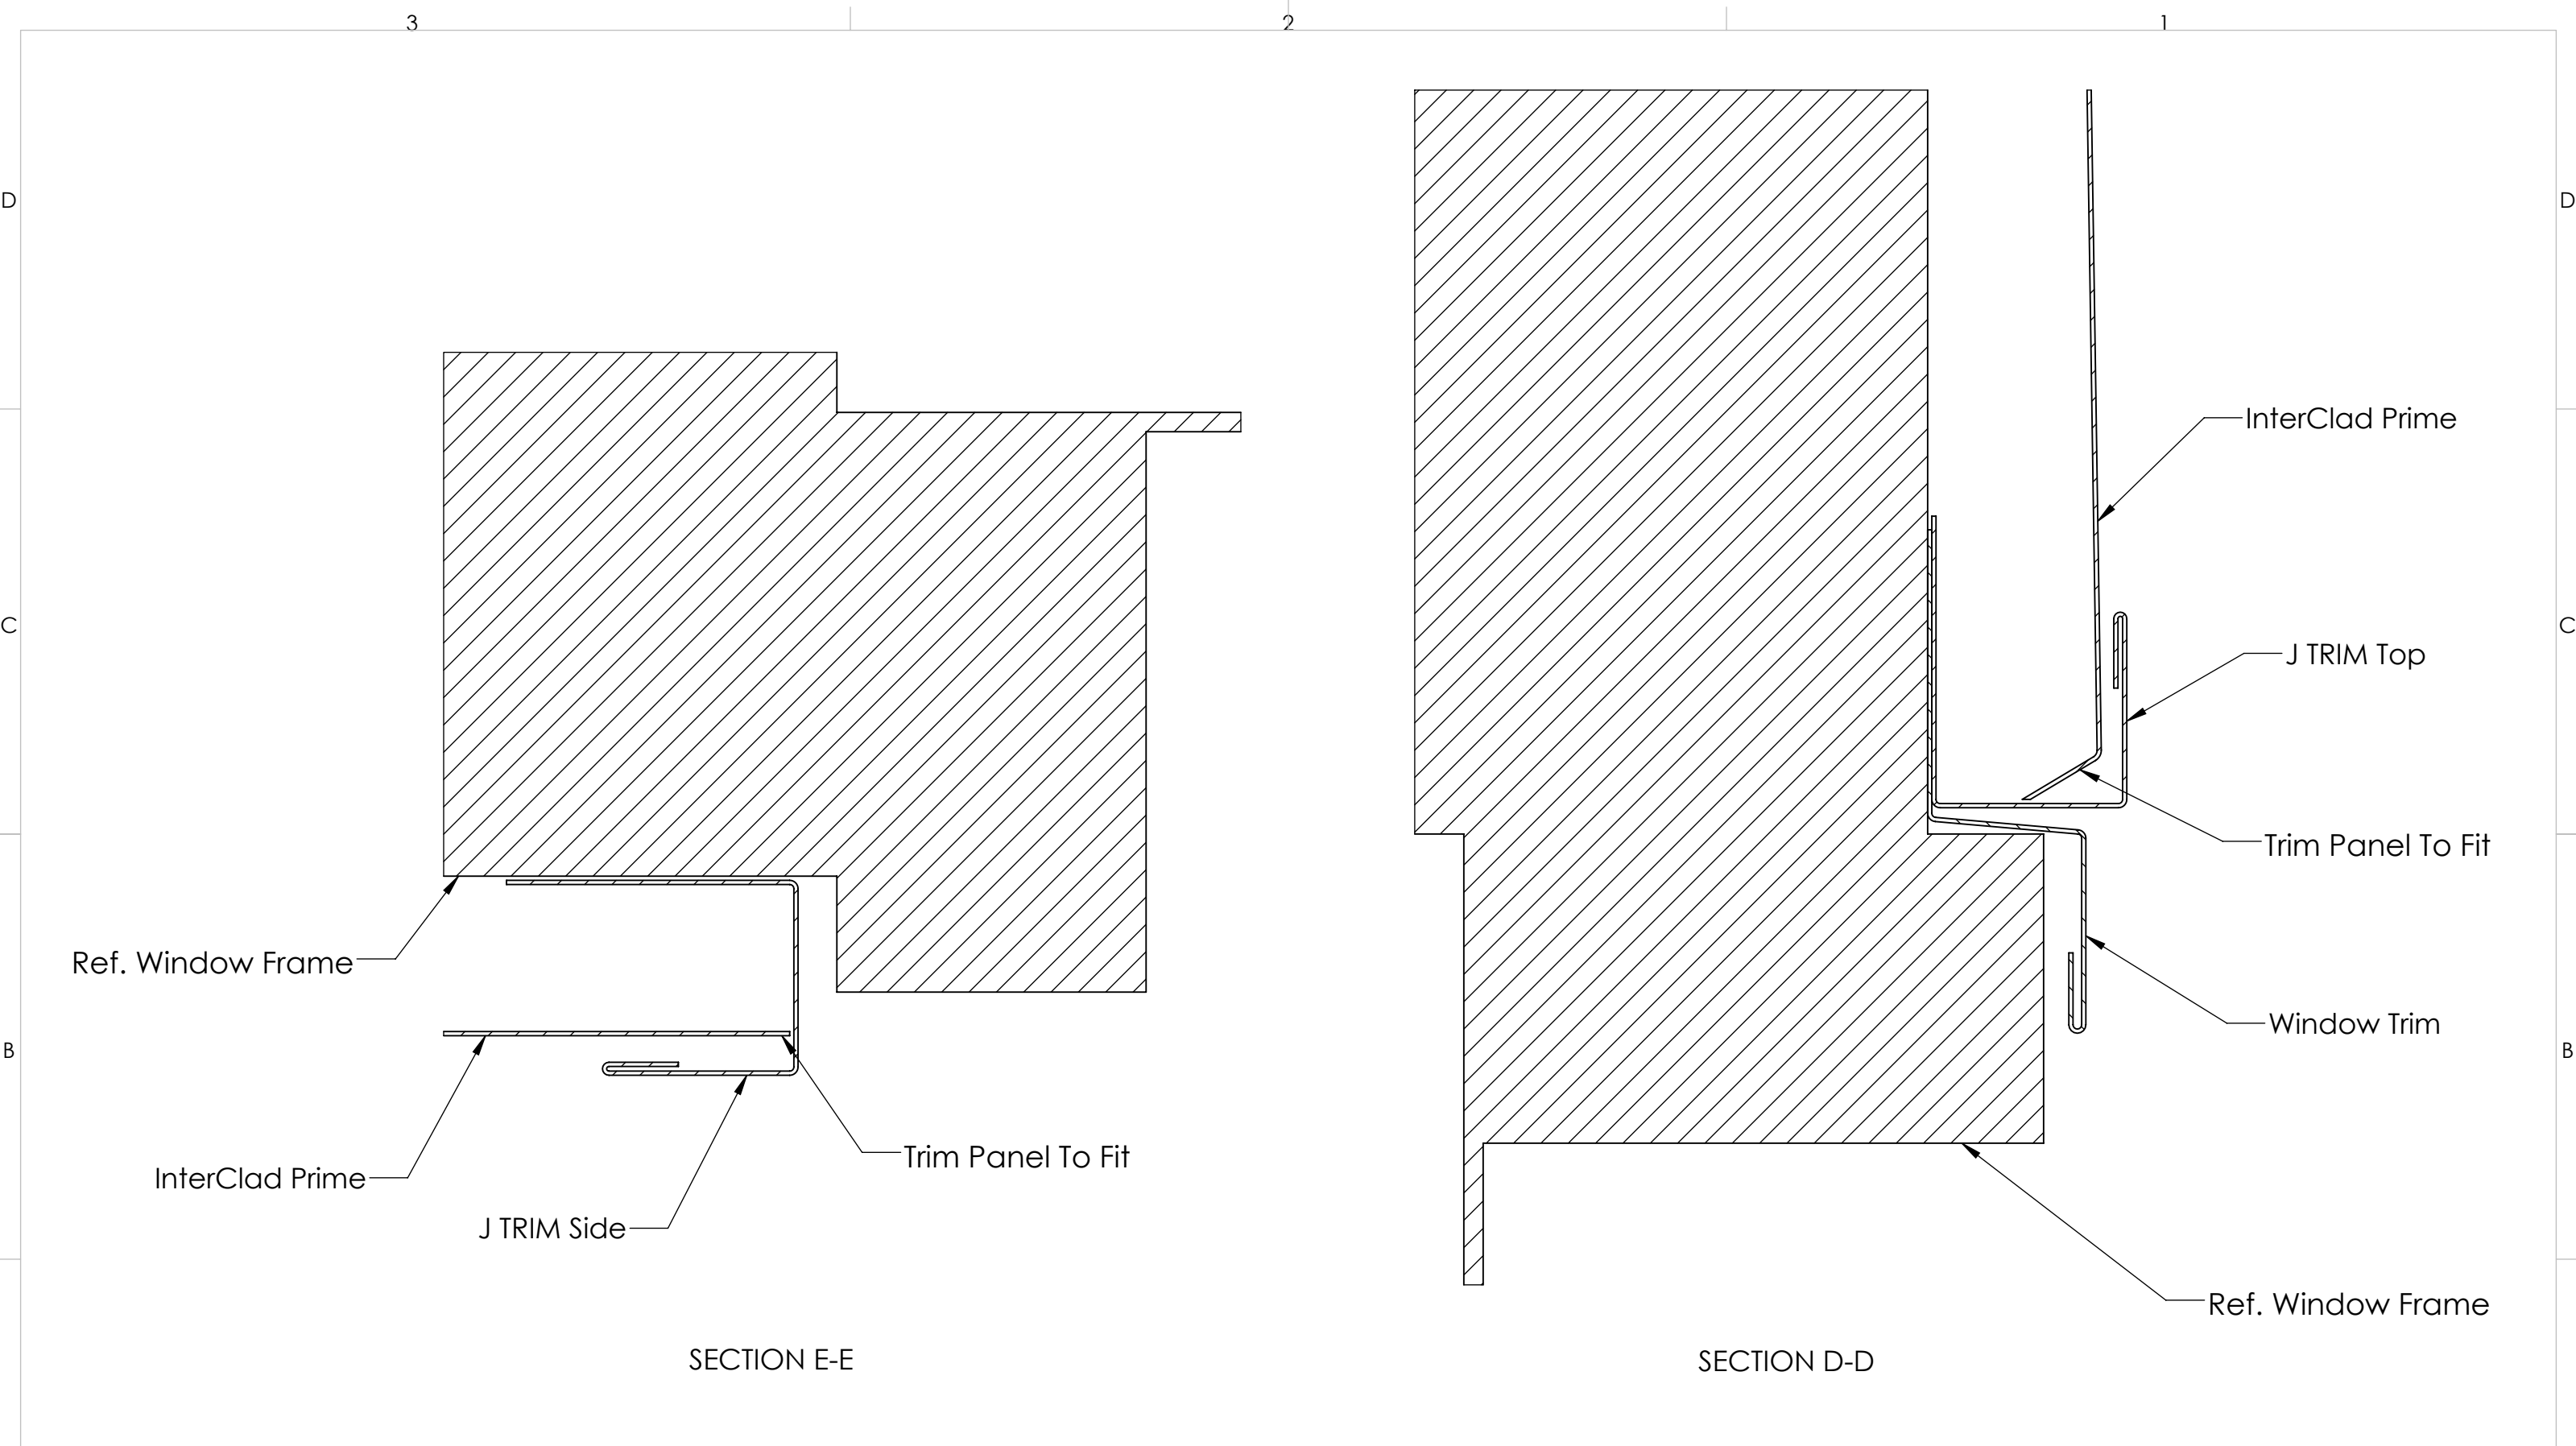 3 2 1
D D
InterClad Prime
C C
J TRIM Top
Trim Panel To Fit
Ref. Window Frame
Window Trim
B B
Trim Panel To Fit
InterClad Prime
J TRIM Side
Ref. Window Frame
SECTION E-E
SECTION D-D